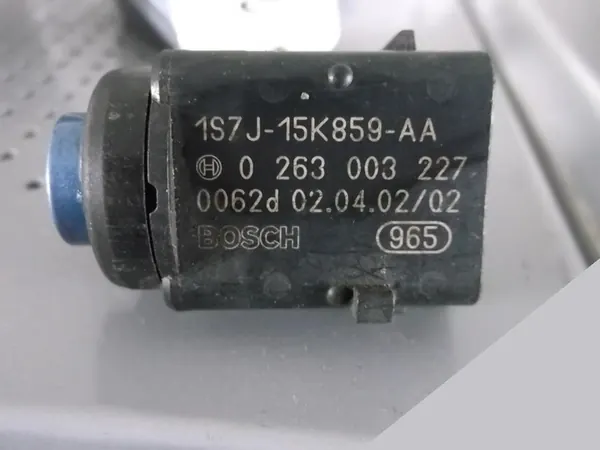 1S7J-15K859-AA
0 263 003 227
0062d 02.04.02/02
BOSCH 965